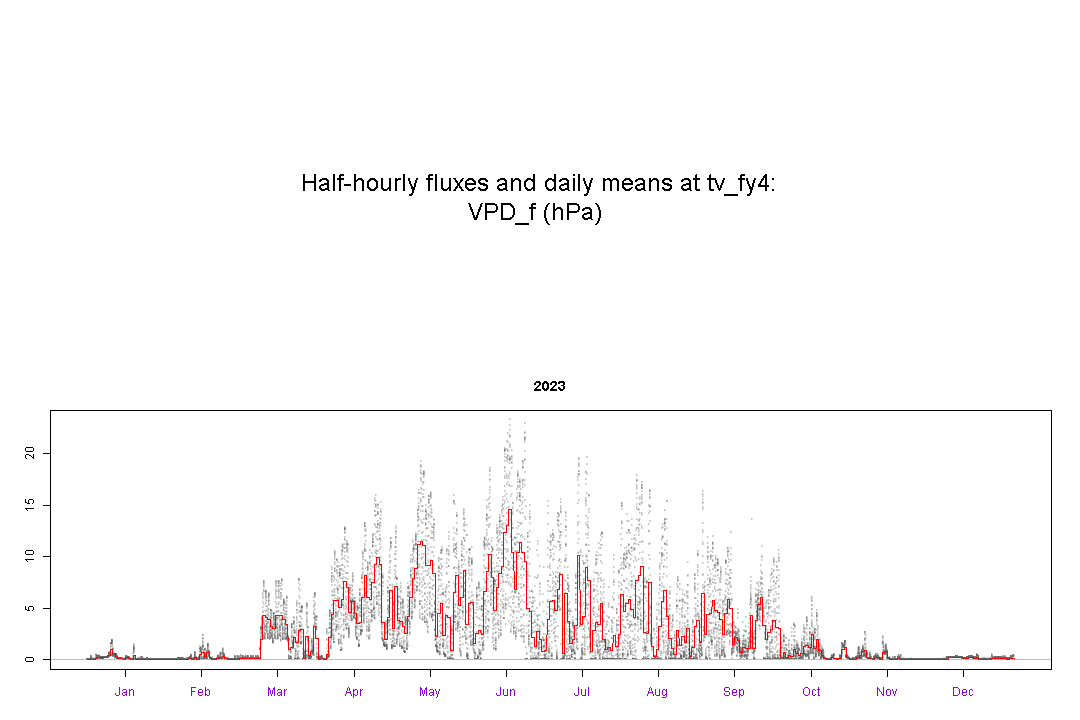 Half-hourly fluxes and daily means at tv_fy4:
VPD_f (hPa)
2023
20
15
10
5
0
Jan Feb Mar Apr May Jun Jul Aug Sep Oct Nov Dec